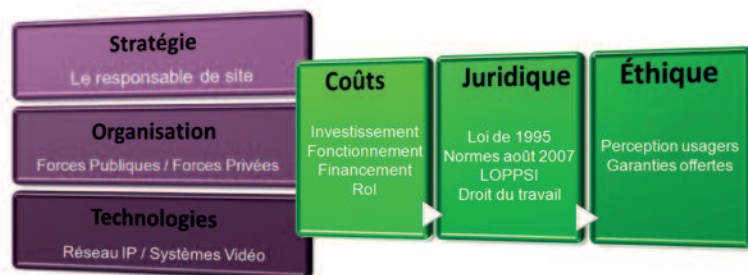 Stratégie
Le responsable de site
Organisation
Forces Publiques / Forces Privées
Technologies
Réseau IP / Systèmes Vidéo
Coûts
Investissement
Fonctionnement
Financement
RoI
Juridique
Loi de 1995
Normes août 2007
LOPPSI
Droit du travail
Éthique
Perception usagers
Garanties offertes